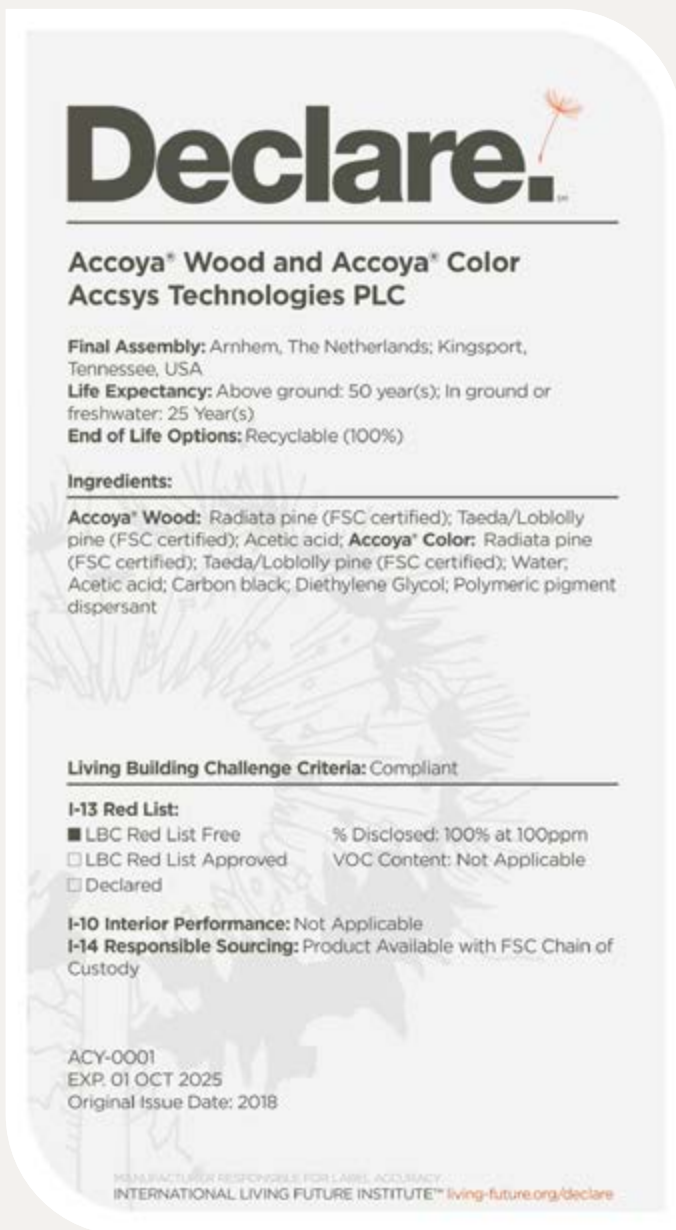 Declare.
Accoya® Wood and Accoya® Color
Accsys Technologies PLC
Final Assembly: Arnhem, The Netherlands; Kingsport,
Tennessee, USA
Life Expectancy: Above ground: 50 year(s); In ground or
freshwater: 25 Year(s)
End of Life Options: Recyclable (100%)
Ingredients:
Accoya® Wood: Radiata pine (FSC certified); Taeda/Loblolly
pine (FSC certified); Acetic acid; Accoya® Color: Radiata pine
(FSC certified); Taeda/Loblolly pine (FSC certified); Water;
Acetic acid; Carbon black; Diethylene Glycol; Polymeric pigment
dispersant
Living Building Challenge Criteria: Compliant
I-13 Red List:
■ LBC Red List Free % Disclosed: 100% at 100ppm
□ LBC Red List Approved VOC Content: Not Applicable
□ Declared
I-10 Interior Performance: Not Applicable
I-14 Responsible Sourcing: Product Available with FSC Chain of
Custody
ACY-0001
EXP. 01 OCT 2025
Original Issue Date: 2018
MANUFACTURER RESPONSIBLE FOR LABEL ACCURACY
INTERNATIONAL LIVING FUTURE INSTITUTE™ living-future.org/declare